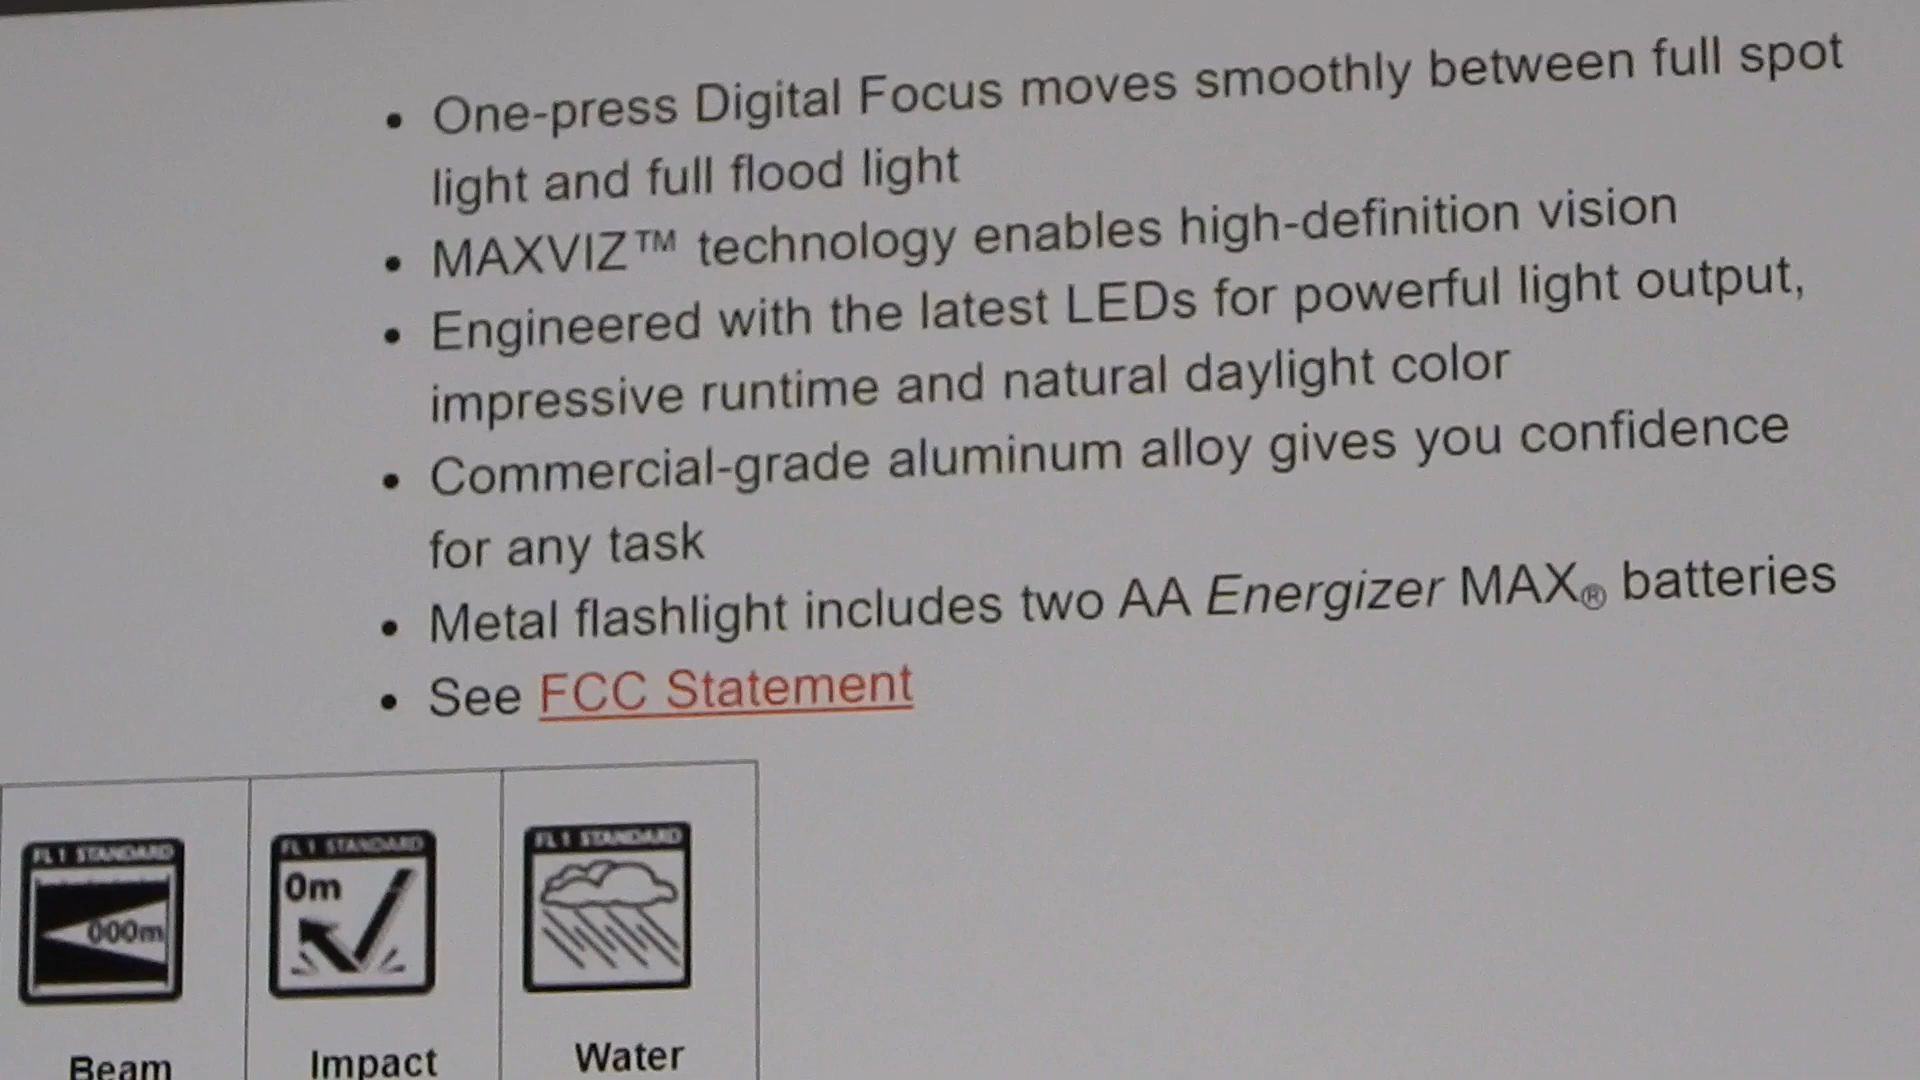 • One-press Digital Focus moves smoothly between full spot
light and full flood light
• MAXVIZ™ technology enables high-definition vision
• Engineered with the latest LEDs for powerful light output,
impressive runtime and natural daylight color
• Commercial-grade aluminum alloy gives you confidence
for any task
• Metal flashlight includes two AA Energizer MAX® batteries
• See FCC Statement
FL 1 STANDARD FL 1 STANDARD FL 1 STANDARD
000m 0m
Beam Impact Water